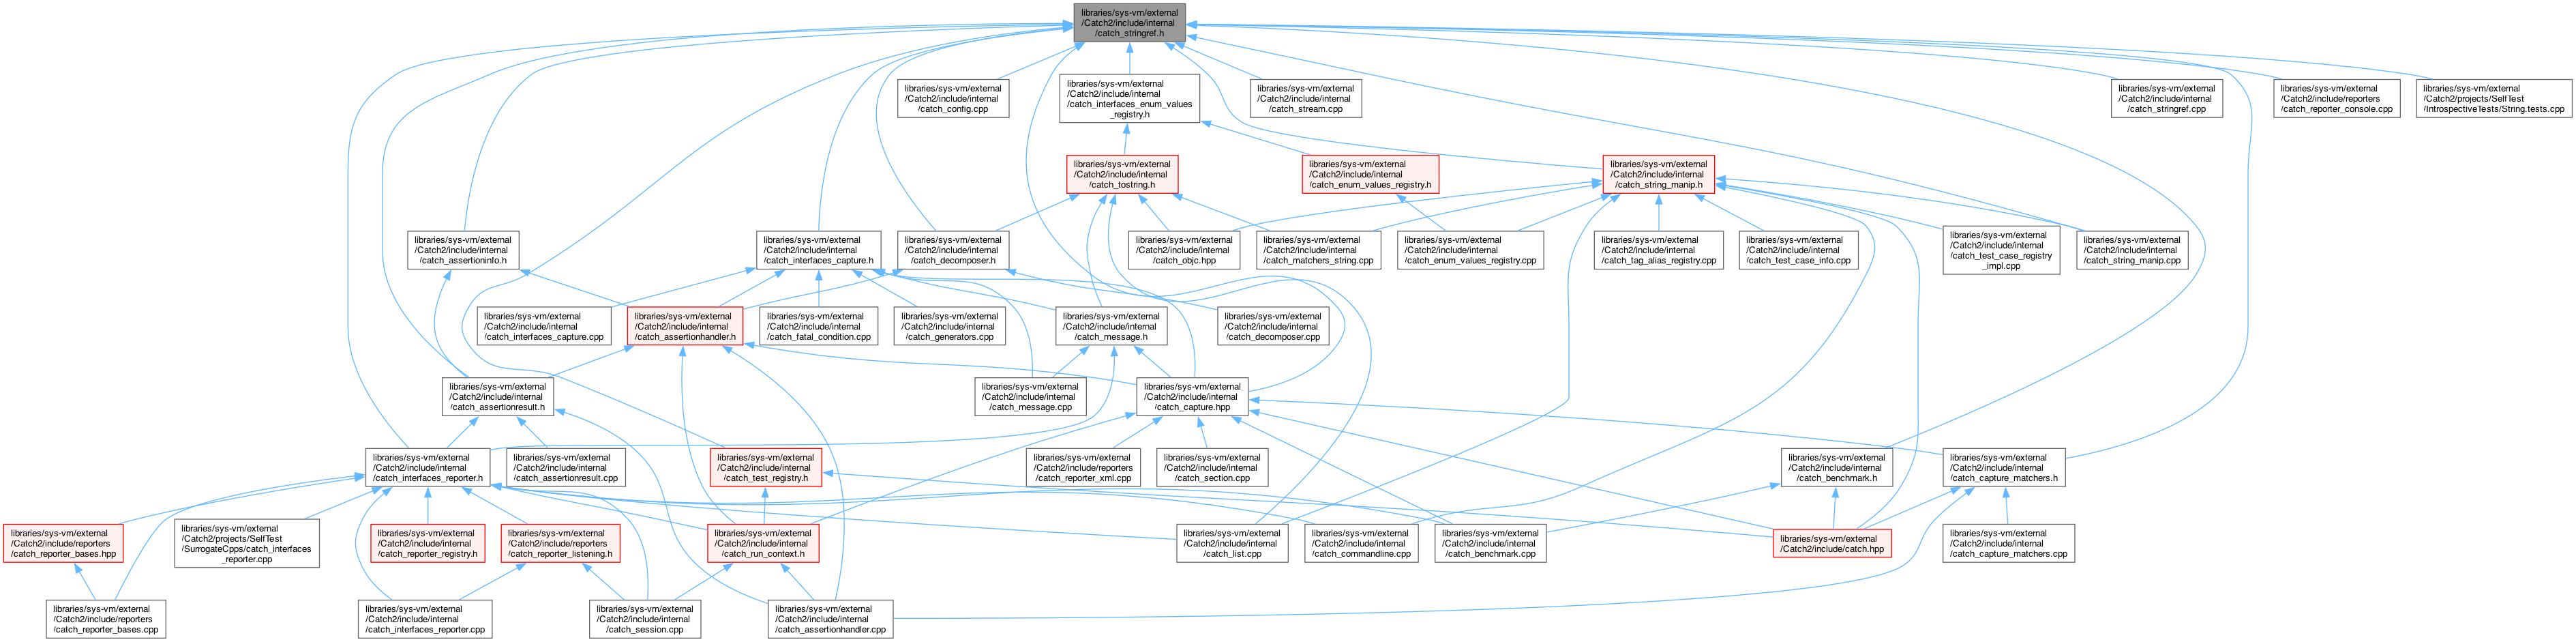 libraries/sys-vm/external
/Catch2/include/internal
/catch_stringref.h
libraries/sys-vm/external
/Catch2/include/internal
/catch_config.cpp
libraries/sys-vm/external
/Catch2/include/internal
/catch_interfaces_enum_values
_registry.h
libraries/sys-vm/external
/Catch2/include/internal
/catch_stream.cpp
libraries/sys-vm/external
/Catch2/include/internal
/catch_stringref.cpp
libraries/sys-vm/external
/Catch2/include/reporters
/catch_reporter_console.cpp
libraries/sys-vm/external
/Catch2/projects/SelfTest
/IntrospectiveTests/String.tests.cpp
libraries/sys-vm/external
/Catch2/include/internal
/catch_tostring.h
libraries/sys-vm/external
/Catch2/include/internal
/catch_enum_values_registry.h
libraries/sys-vm/external
/Catch2/include/internal
/catch_string_manip.h
libraries/sys-vm/external
/Catch2/include/internal
/catch_assertioninfo.h
libraries/sys-vm/external
/Catch2/include/internal
/catch_interfaces_capture.h
libraries/sys-vm/external
/Catch2/include/internal
/catch_decomposer.h
libraries/sys-vm/external
/Catch2/include/internal
/catch_objc.hpp
libraries/sys-vm/external
/Catch2/include/internal
/catch_matchers_string.cpp
libraries/sys-vm/external
/Catch2/include/internal
/catch_enum_values_registry.cpp
libraries/sys-vm/external
/Catch2/include/internal
/catch_tag_alias_registry.cpp
libraries/sys-vm/external
/Catch2/include/internal
/catch_test_case_info.cpp
libraries/sys-vm/external
/Catch2/include/internal
/catch_test_case_registry
_impl.cpp
libraries/sys-vm/external
/Catch2/include/internal
/catch_string_manip.cpp
libraries/sys-vm/external
/Catch2/include/internal
/catch_interfaces_capture.cpp
libraries/sys-vm/external
/Catch2/include/internal
/catch_assertionhandler.h
libraries/sys-vm/external
/Catch2/include/internal
/catch_fatal_condition.cpp
libraries/sys-vm/external
/Catch2/include/internal
/catch_generators.cpp
libraries/sys-vm/external
/Catch2/include/internal
/catch_message.h
libraries/sys-vm/external
/Catch2/include/internal
/catch_decomposer.cpp
libraries/sys-vm/external
/Catch2/include/internal
/catch_assertionresult.h
libraries/sys-vm/external
/Catch2/include/internal
/catch_message.cpp
libraries/sys-vm/external
/Catch2/include/internal
/catch_capture.hpp
libraries/sys-vm/external
/Catch2/include/internal
/catch_interfaces_reporter.h
libraries/sys-vm/external
/Catch2/include/internal
/catch_assertionresult.cpp
libraries/sys-vm/external
/Catch2/include/internal
/catch_test_registry.h
libraries/sys-vm/external
/Catch2/include/reporters
/catch_reporter_xml.cpp
libraries/sys-vm/external
/Catch2/include/internal
/catch_section.cpp
libraries/sys-vm/external
/Catch2/include/internal
/catch_benchmark.h
libraries/sys-vm/external
/Catch2/include/internal
/catch_capture_matchers.h
libraries/sys-vm/external
/Catch2/include/reporters
/catch_reporter_bases.hpp
libraries/sys-vm/external
/Catch2/projects/SelfTest
/SurrogateCpps/catch_interfaces
_reporter.cpp
libraries/sys-vm/external
/Catch2/include/internal
/catch_reporter_registry.h
libraries/sys-vm/external
/Catch2/include/reporters
/catch_reporter_listening.h
libraries/sys-vm/external
/Catch2/include/internal
/catch_run_context.h
libraries/sys-vm/external
/Catch2/include/internal
/catch_list.cpp
libraries/sys-vm/external
/Catch2/include/internal
/catch_commandline.cpp
libraries/sys-vm/external
/Catch2/include/internal
/catch_benchmark.cpp
libraries/sys-vm/external
/Catch2/include/catch.hpp
libraries/sys-vm/external
/Catch2/include/internal
/catch_capture_matchers.cpp
libraries/sys-vm/external
/Catch2/include/reporters
/catch_reporter_bases.cpp
libraries/sys-vm/external
/Catch2/include/internal
/catch_interfaces_reporter.cpp
libraries/sys-vm/external
/Catch2/include/internal
/catch_session.cpp
libraries/sys-vm/external
/Catch2/include/internal
/catch_assertionhandler.cpp